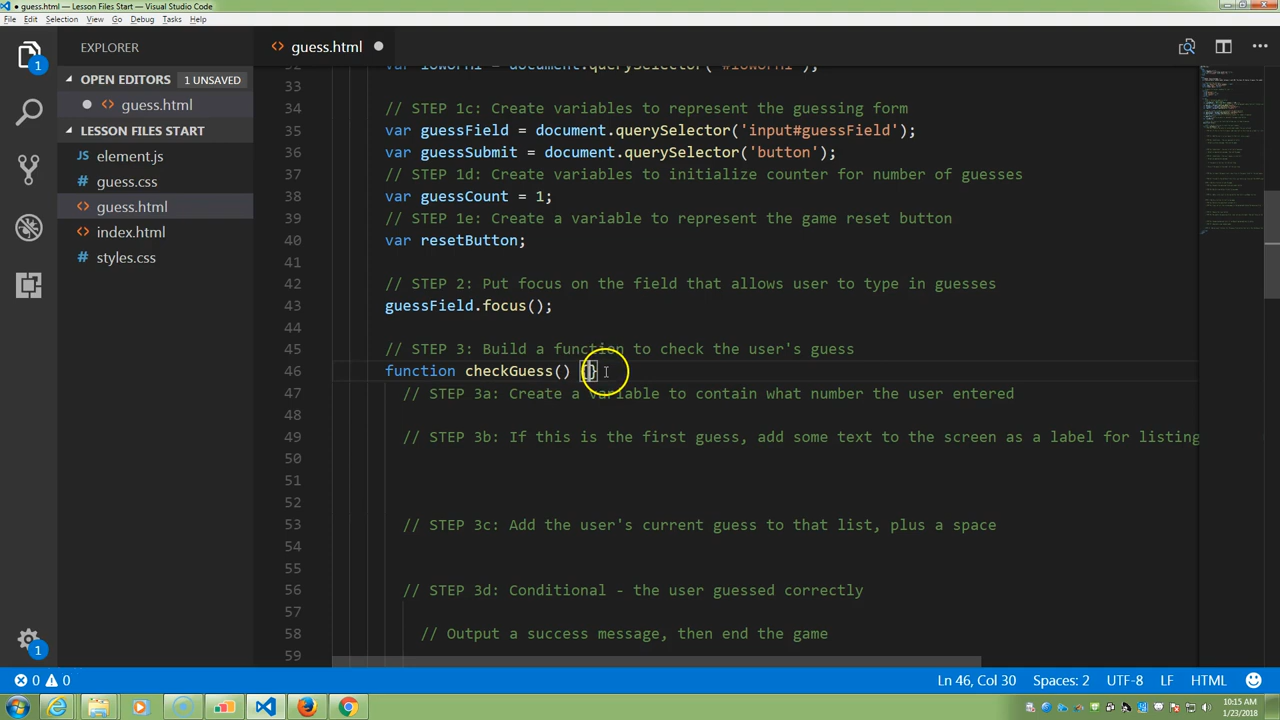 guess.html — Lesson Files Start — Visual Studio Code
File Edit Selection View Go Debug Tasks Help
EXPLORER
OPEN EDITORS 1 UNSAVED
guess.html
LESSON FILES START
element.js
guess.css
guess.html
index.html
styles.css
1
1
guess.html
32 var lowOrHi = document.querySelector('#lowOrHi');
33
34 // STEP 1c: Create variables to represent the guessing form
35 var guessField = document.querySelector('input#guessField');
36 var guessSubmit = document.querySelector('button');
37 // STEP 1d: Create variables to initialize counter for number of guesses
38 var guessCount = 1;
39 // STEP 1e: Create a variable to represent the game reset button
40 var resetButton;
41
42 // STEP 2: Put focus on the field that allows user to type in guesses
43 guessField.focus();
44
45 // STEP 3: Build a function to check the user's guess
46 function checkGuess() {}
47 // STEP 3a: Create a variable to contain what number the user entered
48
49 // STEP 3b: If this is the first guess, add some text to the screen as a label for listing
50
51
52
53 // STEP 3c: Add the user's current guess to that list, plus a space
54
55
56 // STEP 3d: Conditional - the user guessed correctly
57
58 // Output a success message, then end the game
59
0 0 Ln 46, Col 30 Spaces: 2 UTF-8 LF HTML
10:15 AM
1/23/2018